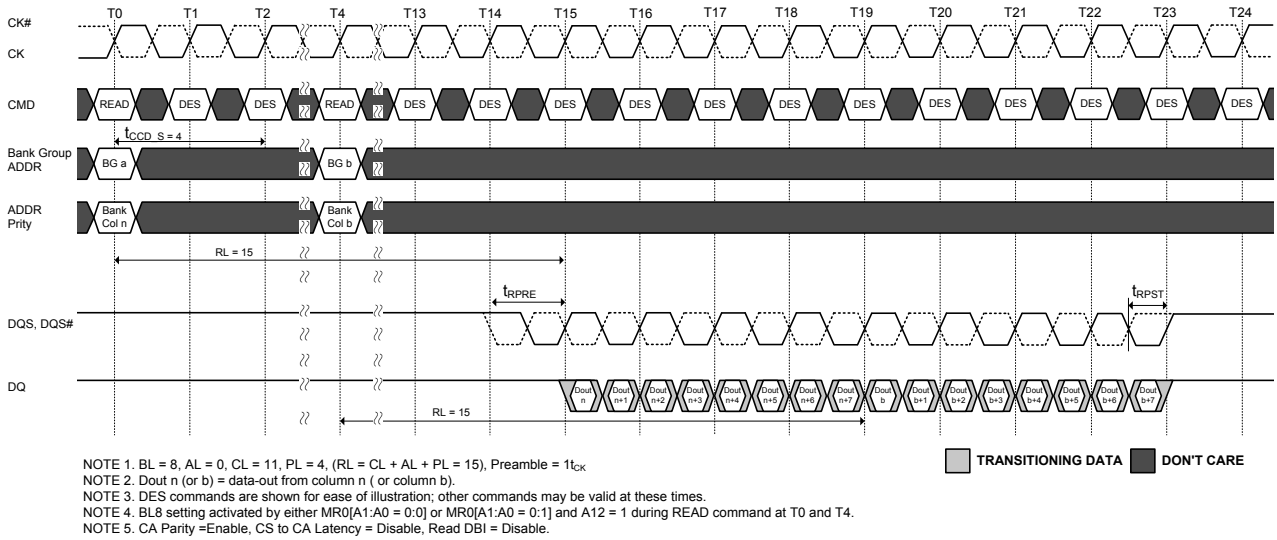 T0 T1 T2 T4 T13 T14 T15 T16 T17 T18 T19 T20 T21 T22 T23 T24
CK#
CK
CMD READ DES DES READ DES DES DES DES DES DES DES DES DES DES DES DES
tCCD_S = 4
Bank Group
ADDR
BG a BG b
ADDR
Prity
Bank
Col n
Bank
Col b
RL = 15
tRPRE tRPST
DQS, DQS#
DQ
Dout n Dout n+1 Dout n+2 Dout n+3 Dout n+4 Dout n+5 Dout n+6 Dout n+7 Dout b Dout b+1 Dout b+2 Dout b+3 Dout b+4 Dout b+5 Dout b+6 Dout b+7
RL = 15
TRANSITIONING DATA DON'T CARE
NOTE 1. BL = 8, AL = 0, CL = 11, PL = 4, (RL = CL + AL + PL = 15), Preamble = 1tCK
NOTE 2. Dout n (or b) = data-out from column n ( or column b).
NOTE 3. DES commands are shown for ease of illustration; other commands may be valid at these times.
NOTE 4. BL8 setting activated by either MR0[A1:A0 = 0:0] or MR0[A1:A0 = 0:1] and A12 = 1 during READ command at T0 and T4.
NOTE 5. CA Parity =Enable, CS to CA Latency = Disable, Read DBI = Disable.